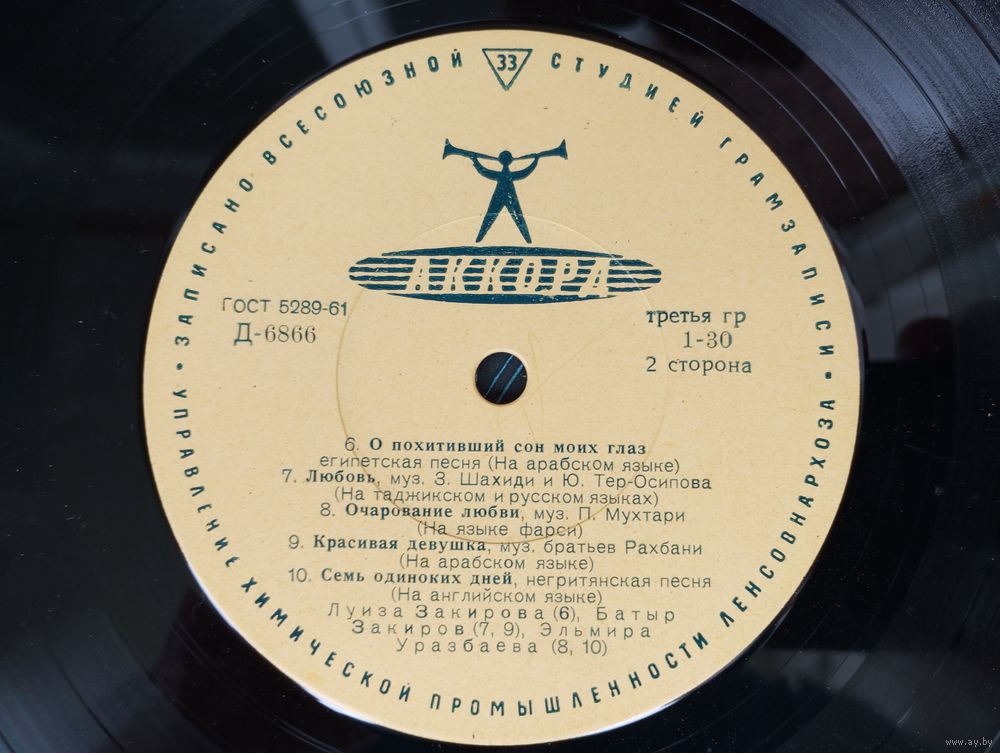 ЗАПИСАНО ВСЕСОЮЗНОЙ 33 СТУДИЕЙ ГРАМЗАПИСИ
• УПРАВЛЕНИЕ ХИМИЧЕСКОЙ ПРОМЫШЛЕННОСТИ ЛЕНСОВНАРХОЗА •
АККОРД
ГОСТ 5289-61
Д-6866
третья гр
1-30
2 сторона
6. О похитивший сон моих глаз
египетская песня (На арабском языке)
7. Любовь, муз. З. Шахиди и Ю. Тер-Осипова
(На таджикском и русском языках)
8. Очарование любви, муз. П. Мухтари
(На языке фарси)
9. Красивая девушка, муз. братьев Рахбани
(На арабском языке)
10. Семь одиноких дней, негритянская песня
(На английском языке)
Луиза Закирова (6), Батыр
Закиров (7, 9), Эльмира
Уразбаева (8, 10)
www.ay.by